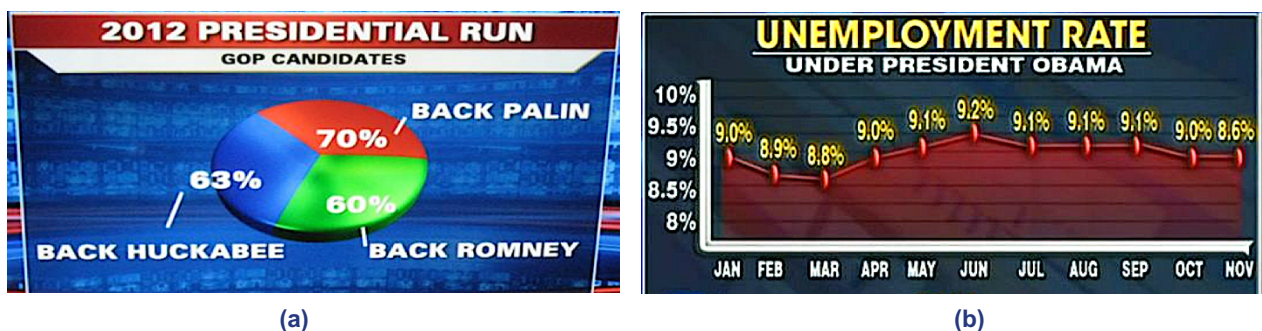 2012 PRESIDENTIAL RUN
GOP CANDIDATES
BACK PALIN
70%
63%
60%
BACK HUCKABEE
BACK ROMNEY
(a)
UNEMPLOYMENT RATE
UNDER PRESIDENT OBAMA
10%
9.5%
9%
8.5%
8%
9.0% 8.9% 8.8% 9.0% 9.1% 9.2% 9.1% 9.1% 9.1% 9.0% 8.6%
JAN FEB MAR APR MAY JUN JUL AUG SEP OCT NOV
(b)